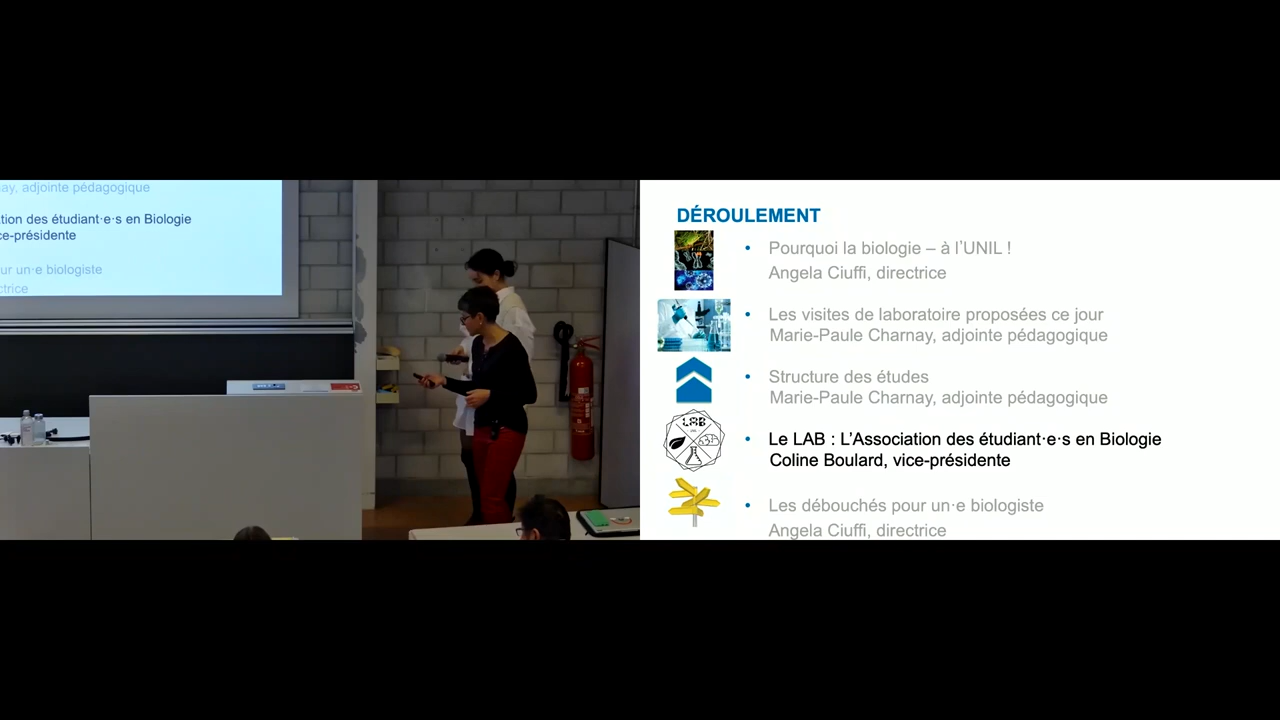 ay, adjointe pédagogique
tion des étudiant·e·s en Biologie
ce-présidente
ur un·e biologiste
ctrice
DÉROULEMENT
• Pourquoi la biologie – à l'UNIL !
Angela Ciuffi, directrice
• Les visites de laboratoire proposées ce jour
Marie-Paule Charnay, adjointe pédagogique
• Structure des études
Marie-Paule Charnay, adjointe pédagogique
LAB
• Le LAB : L'Association des étudiant·e·s en Biologie
Coline Boulard, vice-présidente
• Les débouchés pour un·e biologiste
Angela Ciuffi, directrice